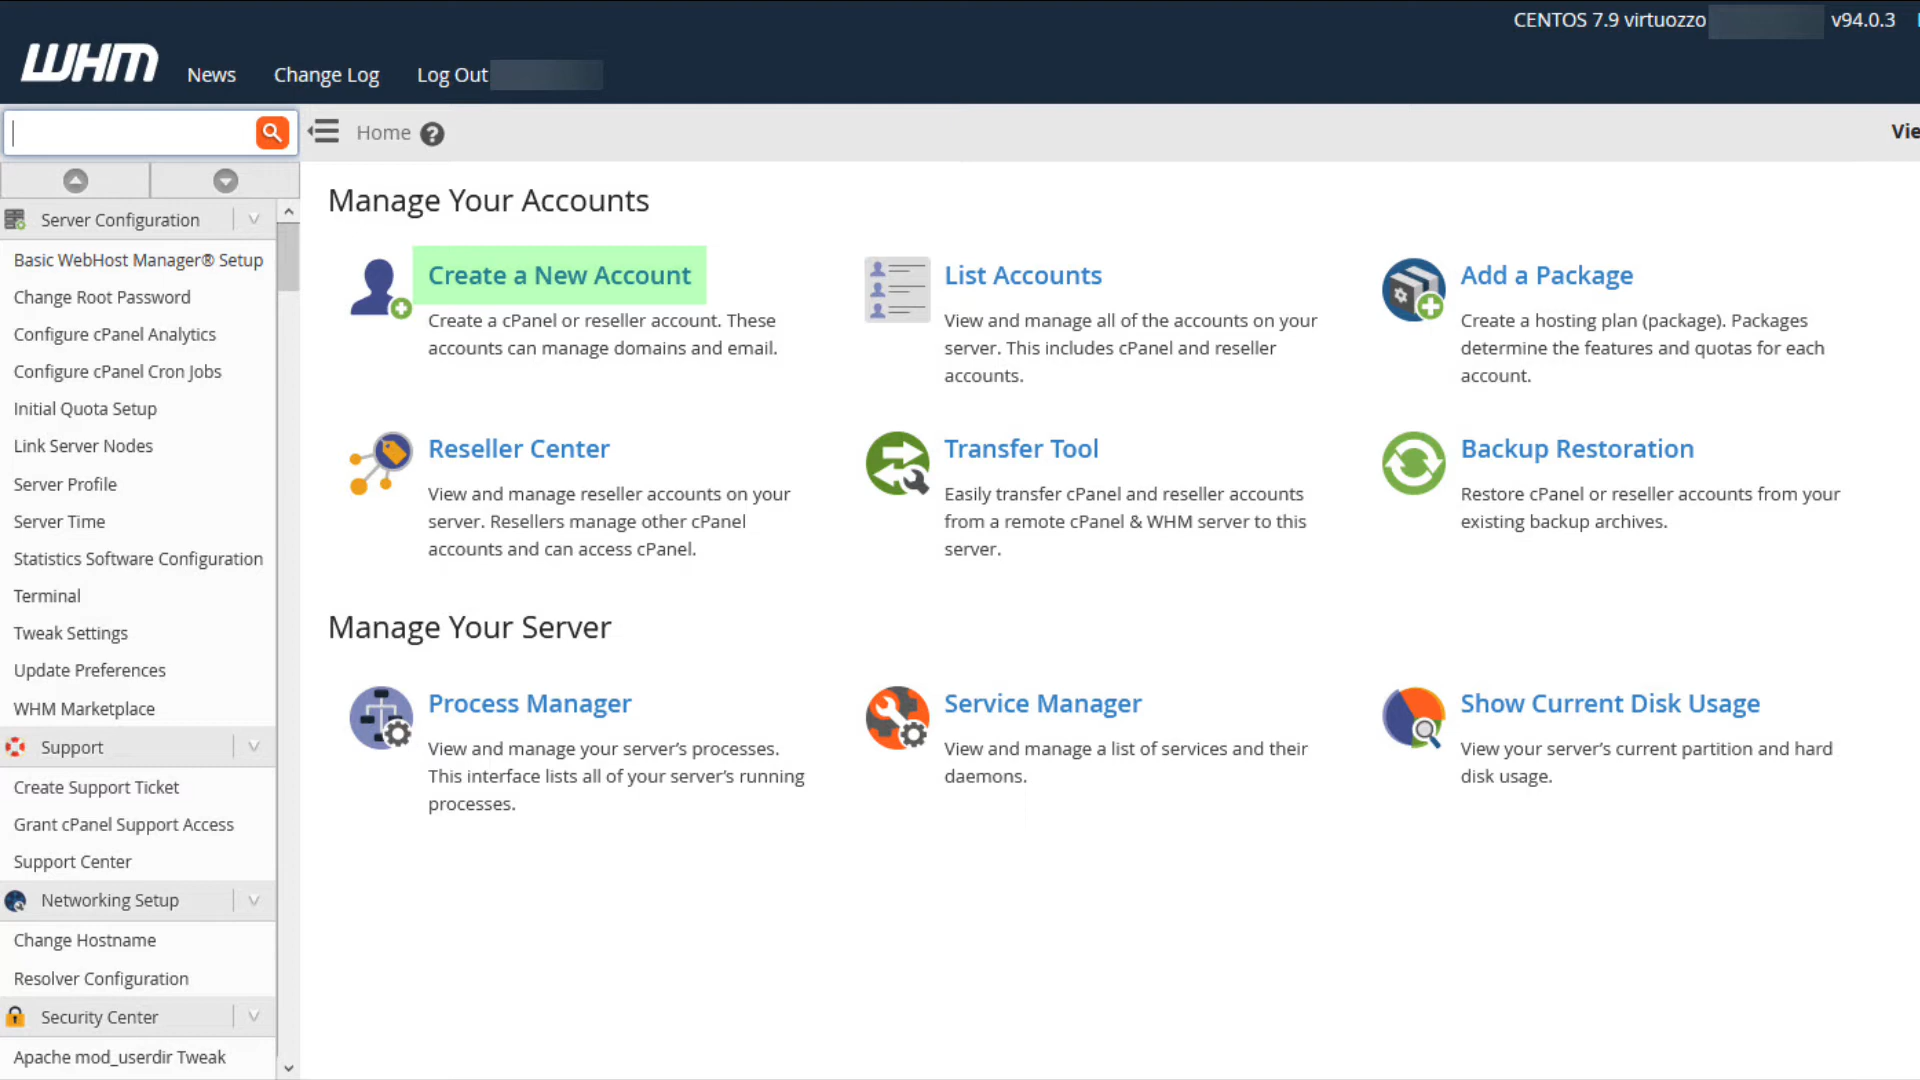 CENTOS 7.9 virtuozzo
v94.0.3
WHM
News
Change Log
Log Out
Home
Vie
Server Configuration
Basic WebHost Manager® Setup
Change Root Password
Configure cPanel Analytics
Configure cPanel Cron Jobs
Initial Quota Setup
Link Server Nodes
Server Profile
Server Time
Statistics Software Configuration
Terminal
Tweak Settings
Update Preferences
WHM Marketplace
Support
Create Support Ticket
Grant cPanel Support Access
Support Center
Networking Setup
Change Hostname
Resolver Configuration
Security Center
Apache mod_userdir Tweak
Manage Your Accounts
Create a New Account
Create a cPanel or reseller account. These
accounts can manage domains and email.
List Accounts
View and manage all of the accounts on your
server. This includes cPanel and reseller
accounts.
Add a Package
Create a hosting plan (package). Packages
determine the features and quotas for each
account.
Reseller Center
View and manage reseller accounts on your
server. Resellers manage other cPanel
accounts and can access cPanel.
Transfer Tool
Easily transfer cPanel and reseller accounts
from a remote cPanel & WHM server to this
server.
Backup Restoration
Restore cPanel or reseller accounts from your
existing backup archives.
Manage Your Server
Process Manager
View and manage your server’s processes.
This interface lists all of your server’s running
processes.
Service Manager
View and manage a list of services and their
daemons.
Show Current Disk Usage
View your server’s current partition and hard
disk usage.